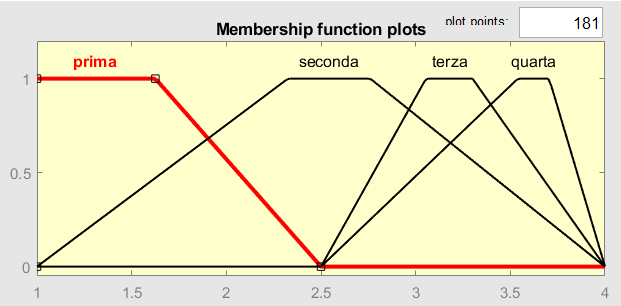 Membership function plots
plot points:
181
prima
seconda
terza
quarta
1
0.5
0
1
1.5
2
2.5
3
3.5
4